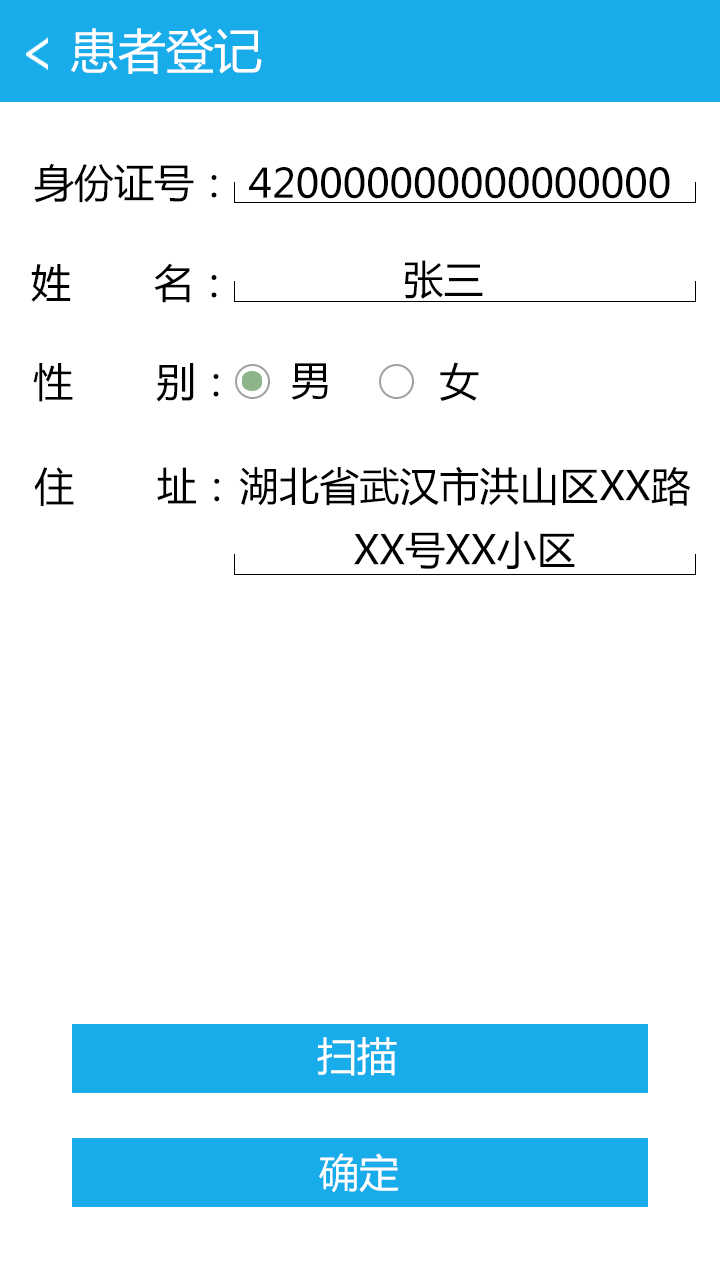 < 患者登记
身份证号：420000000000000000
姓 名：张三
性 别：男 女
住 址：湖北省武汉市洪山区XX路
XX号XX小区
扫描
确定